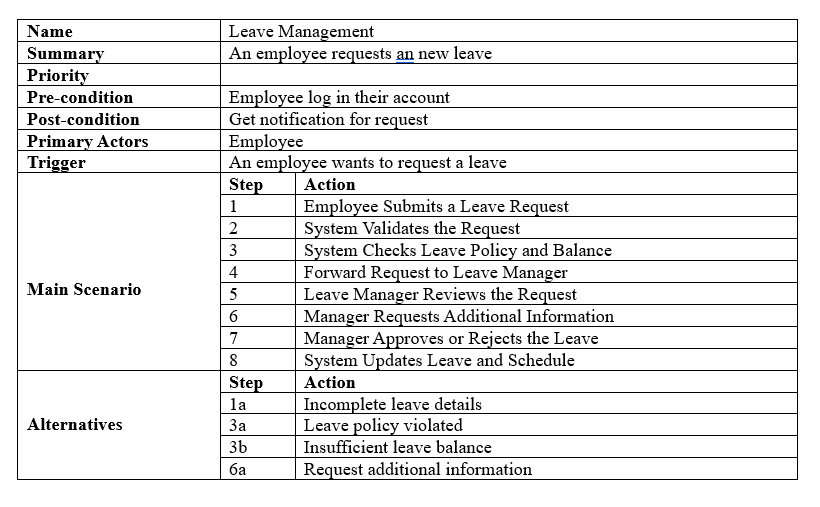 Name Leave Management
Summary An employee requests an new leave
Priority
Pre-condition Employee log in their account
Post-condition Get notification for request
Primary Actors Employee
Trigger An employee wants to request a leave
Main Scenario
Step Action
1 Employee Submits a Leave Request
2 System Validates the Request
3 System Checks Leave Policy and Balance
4 Forward Request to Leave Manager
5 Leave Manager Reviews the Request
6 Manager Requests Additional Information
7 Manager Approves or Rejects the Leave
8 System Updates Leave and Schedule
Alternatives
Step Action
1a Incomplete leave details
3a Leave policy violated
3b Insufficient leave balance
6a Request additional information